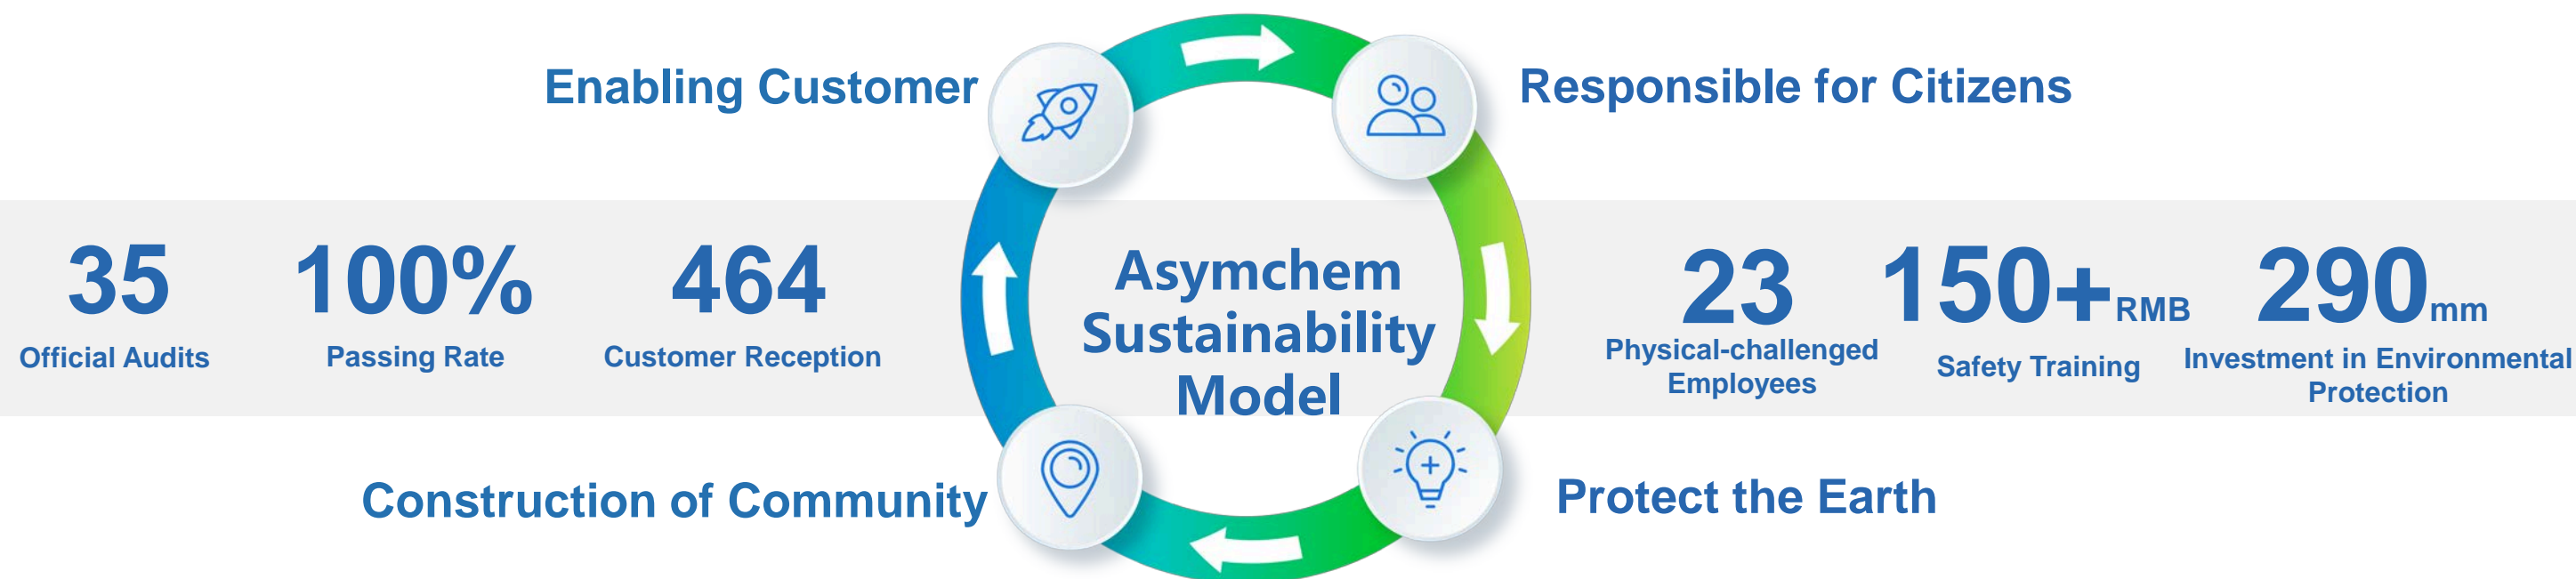 Enabling Customer
Responsible for Citizens
35
Official Audits
100%
Passing Rate
464
Customer Reception
Asymchem
Sustainability
Model
23
Physical-challenged
Employees
150+RMB
Safety Training
290mm
Investment in Environmental
Protection
Construction of Community
Protect the Earth